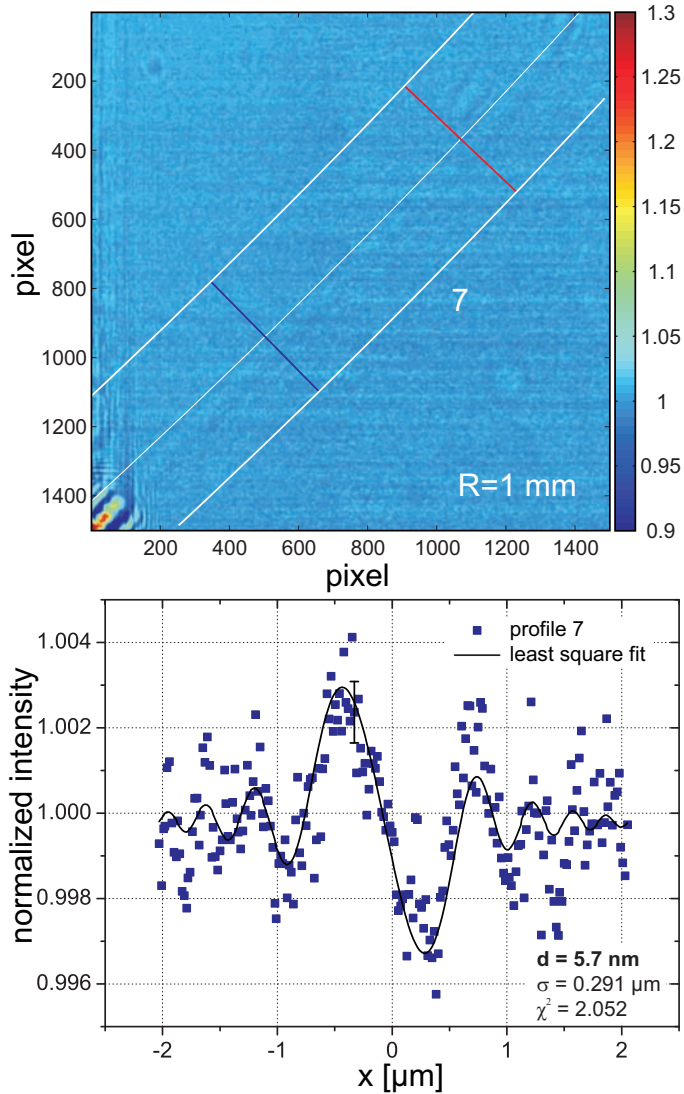 1.3
200
1.25
400
1.2
600
1.15
pixel
800
7
1.1
1000
1.05
1200
1
1400
R=1 mm
0.95
0.9
200 400 600 800 1000 1200 1400
pixel
1.004
profile 7
least square fit
1.002
normalized intensity
1.000
0.998
0.996
d = 5.7 nm
σ = 0.291 μm
χ² = 2.052
-2 -1 0 1 2
x [μm]